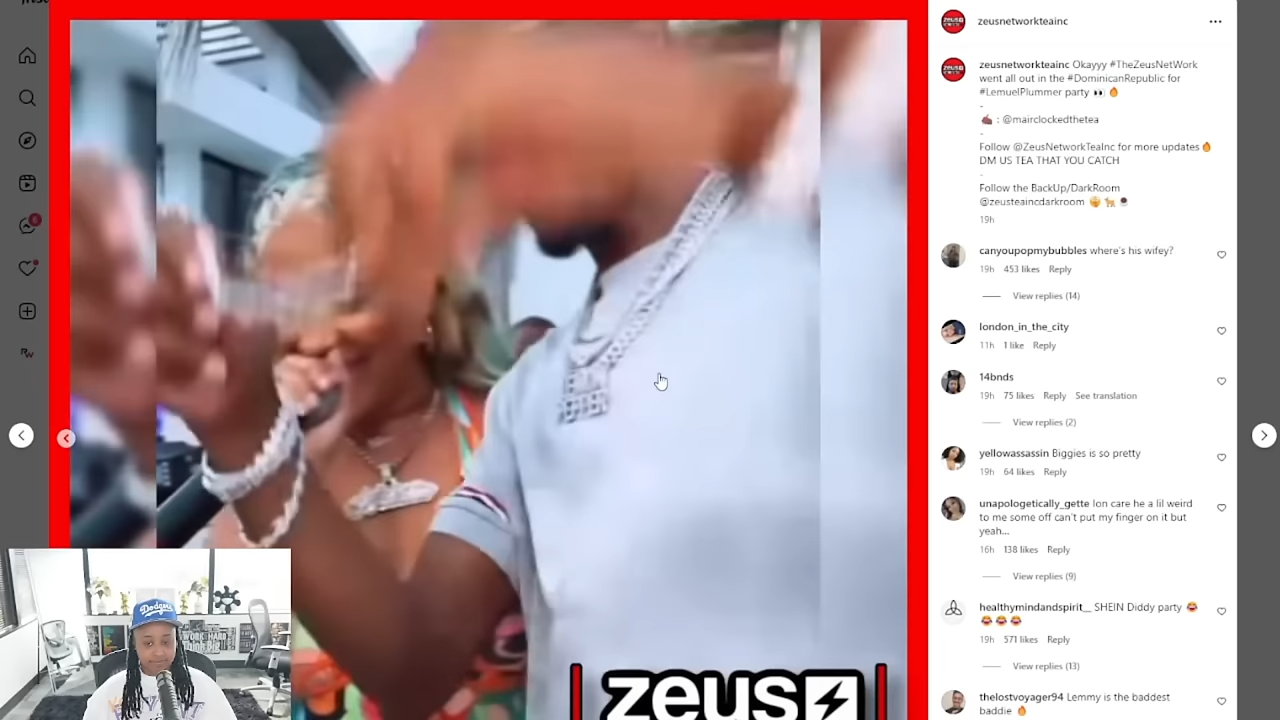 zeusnetworkteainc
zeusnetworkteainc Okayyy #TheZeusNetWork
went all out in the #DominicanRepublic for
#LemuelPlummer party 👀 🔥
-
: @mairclockedthetea
-
Follow @ZeusNetworkTeaInc for more updates🔥
DM US TEA THAT YOU CATCH
-
Follow the BackUp/DarkRoom
@zeusteaincdarkroom
19h
canyoupopmybubbles where's his wifey?
19h 453 likes Reply
View replies (14)
london_in_the_city
11h 1 like Reply
14bnds
19h 75 likes Reply See translation
View replies (2)
yellowassassin Biggies is so pretty
19h 64 likes Reply
unapologetically_gette Ion care he a lil weird
to me some off can't put my finger on it but
yeah...
16h 138 likes Reply
View replies (9)
healthymindandspirit__ SHEIN Diddy party 😂
😂😂😂
19h 571 likes Reply
View replies (13)
thelostvoyager94 Lemmy is the baddest
baddie 🔥
zeus
Dodgers
WORK HARD